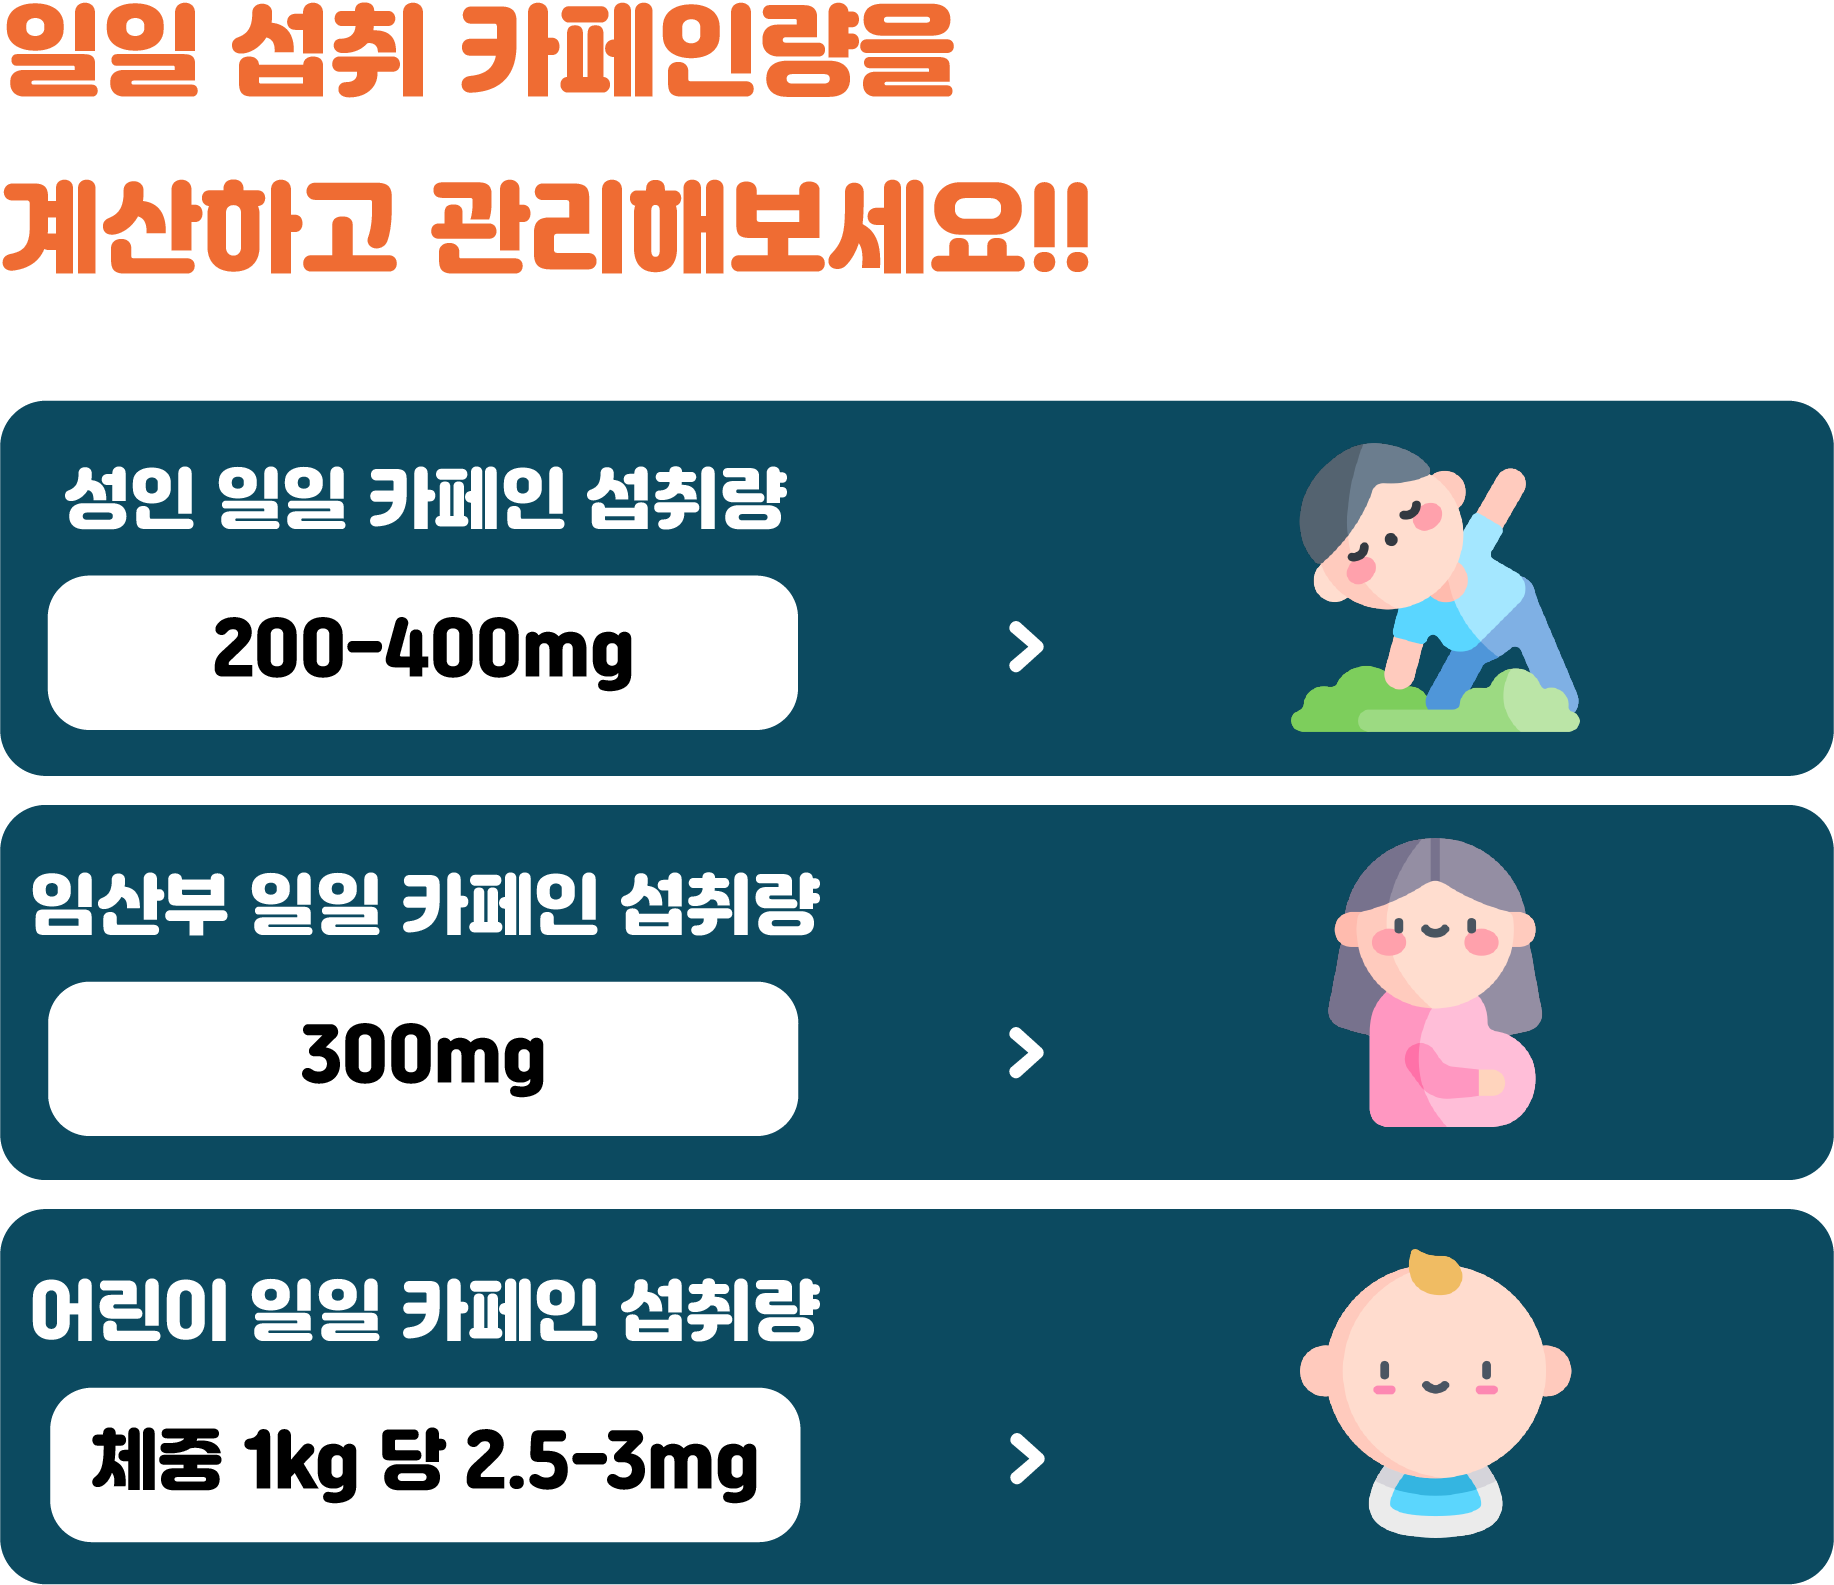 일일 섭취 카페인량을
계산하고 관리해보세요!!
성인 일일 카페인 섭취량
200-400mg
임산부 일일 카페인 섭취량
300mg
어린이 일일 카페인 섭취량
체중 1kg 당 2.5-3mg